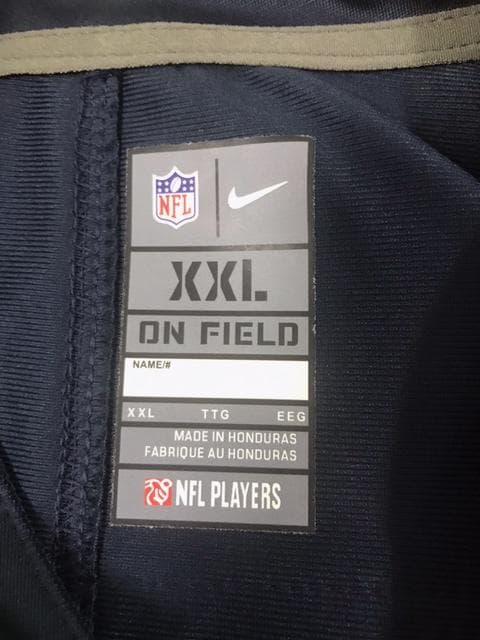 NFL
XXL
ON FIELD
NAME/#
XXL TTG EEG
MADE IN HONDURAS
FABRIQUE AU HONDURAS
NFL PLAYERS